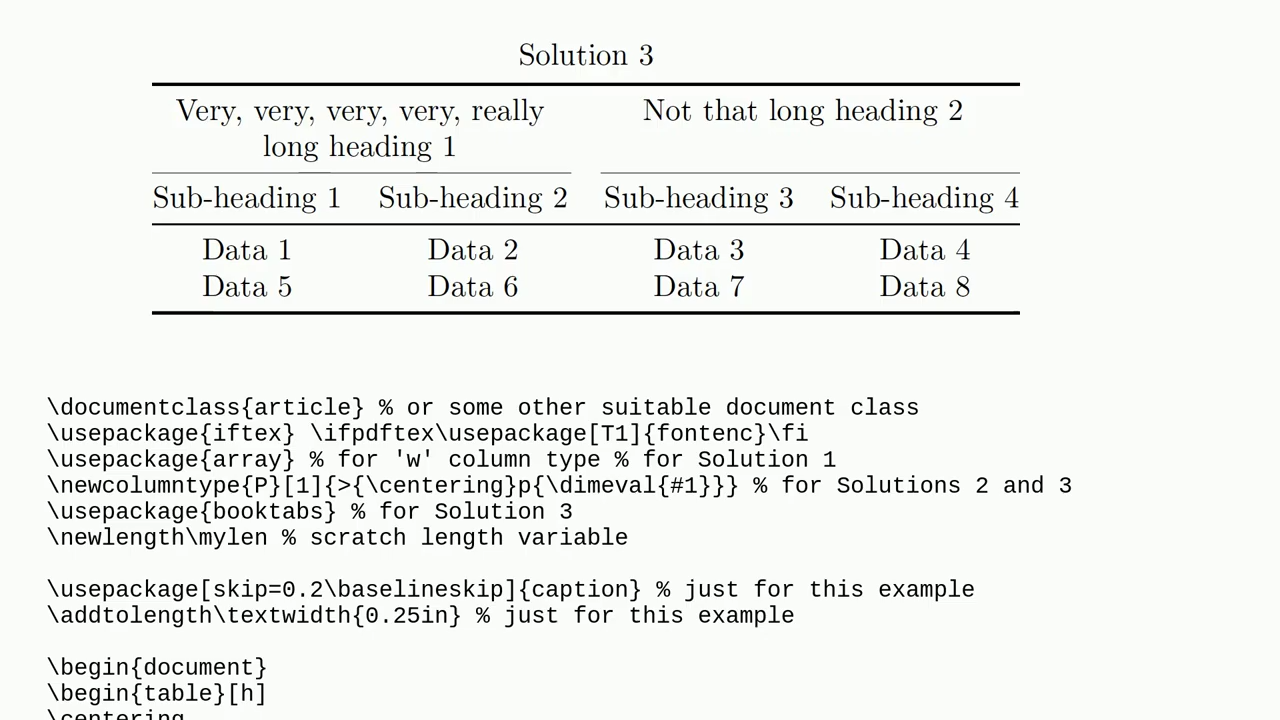 Solution 3
Very, very, very, very, really
long heading 1
Not that long heading 2
Sub-heading 1 Sub-heading 2 Sub-heading 3 Sub-heading 4
Data 1 Data 2 Data 3 Data 4
Data 5 Data 6 Data 7 Data 8
\documentclass{article} % or some other suitable document class
\usepackage{iftex} \ifpdftex\usepackage[T1]{fontenc}\fi
\usepackage{array} % for 'w' column type % for Solution 1
\newcolumntype{P}[1]{>{\centering}p{\dimeval{#1}}} % for Solutions 2 and 3
\usepackage{booktabs} % for Solution 3
\newlength\mylen % scratch length variable
\usepackage[skip=0.2\baselineskip]{caption} % just for this example
\addtolength\textwidth{0.25in} % just for this example
\begin{document}
\begin{table}[h]
\centering